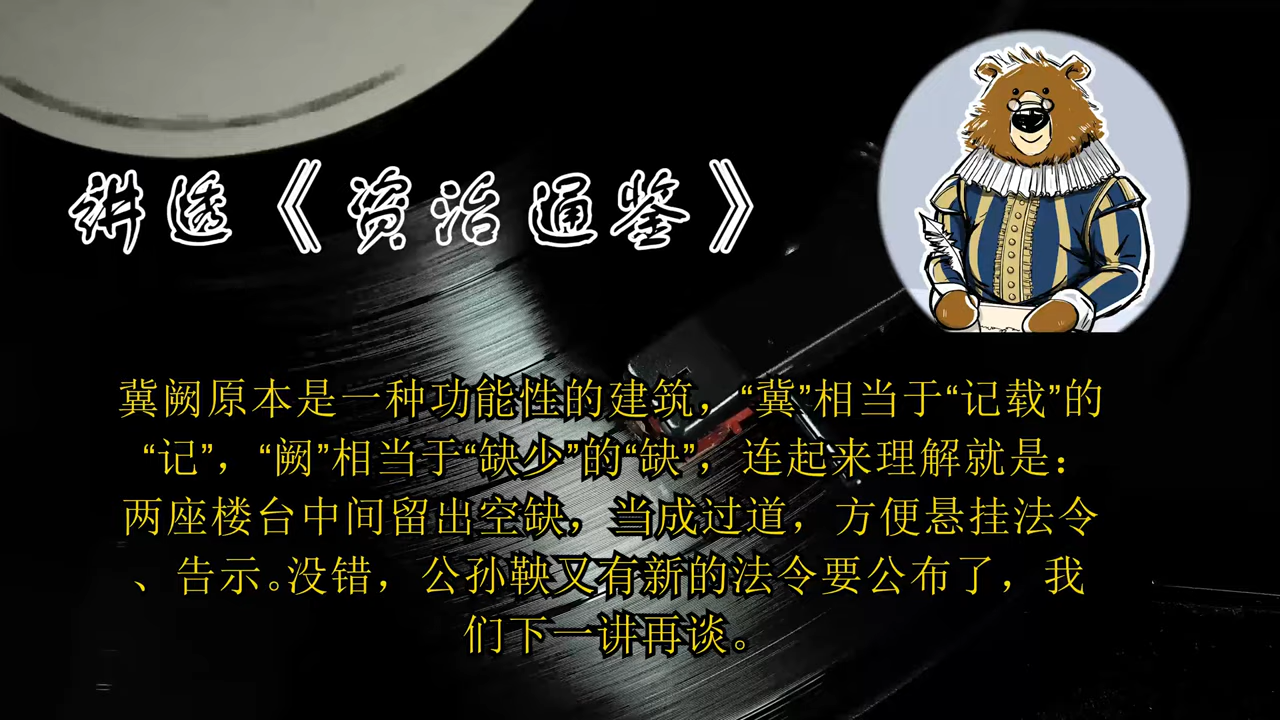 讲透《资治通鉴》
冀阙原本是一种功能性的建筑，“冀”相当于“记载”的
“记”，“阙”相当于“缺少”的“缺”，连起来理解就是：
两座楼台中间留出空缺，当成过道，方便悬挂法令
、告示。没错，公孙鞅又有新的法令要公布了，我
们下一讲再谈。